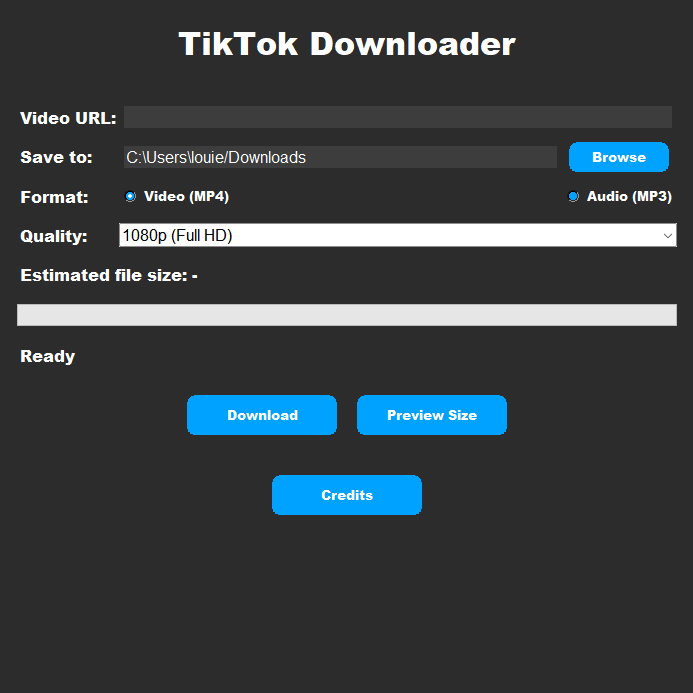 TikTok Downloader
Video URL:
Save to: C:\Users\louie/Downloads Browse
Format: Video (MP4) Audio (MP3)
Quality: 1080p (Full HD)
Estimated file size: -
Ready
Download Preview Size
Credits